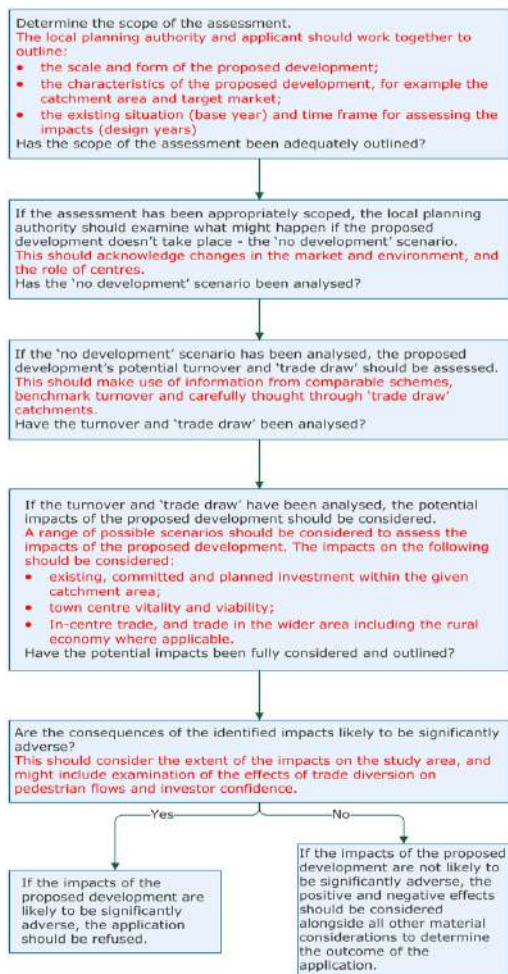 Determine the scope of the assessment.
The local planning authority and applicant should work together to
outline:
• the scale and form of the proposed development;
• the characteristics of the proposed development, for example the
catchment area and target market;
• the existing situation (base year) and time frame for assessing the
impacts (design years)
Has the scope of the assessment been adequately outlined?
If the assessment has been appropriately scoped, the local planning
authority should examine what might happen if the proposed
development doesn't take place - the 'no development' scenario.
This should acknowledge changes in the market and environment, and
the role of centres.
Has the 'no development' scenario been analysed?
If the 'no development' scenario has been analysed, the proposed
development's potential turnover and 'trade draw' should be assessed.
This should make use of information from comparable schemes,
benchmark turnover and carefully thought through 'trade draw'
catchments.
Have the turnover and 'trade draw' been analysed?
If the turnover and 'trade draw' have been analysed, the potential
impacts of the proposed development should be considered.
A range of possible scenarios should be considered to assess the
impacts of the proposed development. The impacts on the following
should be considered:
• existing, committed and planned investment within the given
catchment area;
• town centre vitality and viability;
• In-centre trade, and trade in the wider area including the rural
economy where applicable.
Have the potential impacts been fully considered and outlined?
Are the consequences of the identified impacts likely to be significantly
adverse?
This should consider the extent of the impacts on the study area, and
might include examination of the effects of trade diversion on
pedestrian flows and investor confidence.
Yes
No
If the impacts of the
proposed development are
likely to be significantly
adverse, the application
should be refused.
If the impacts of the proposed
development are not likely to
be significantly adverse, the
positive and negative effects
should be considered
alongside all other material
considerations to determine
the outcome of the
application.